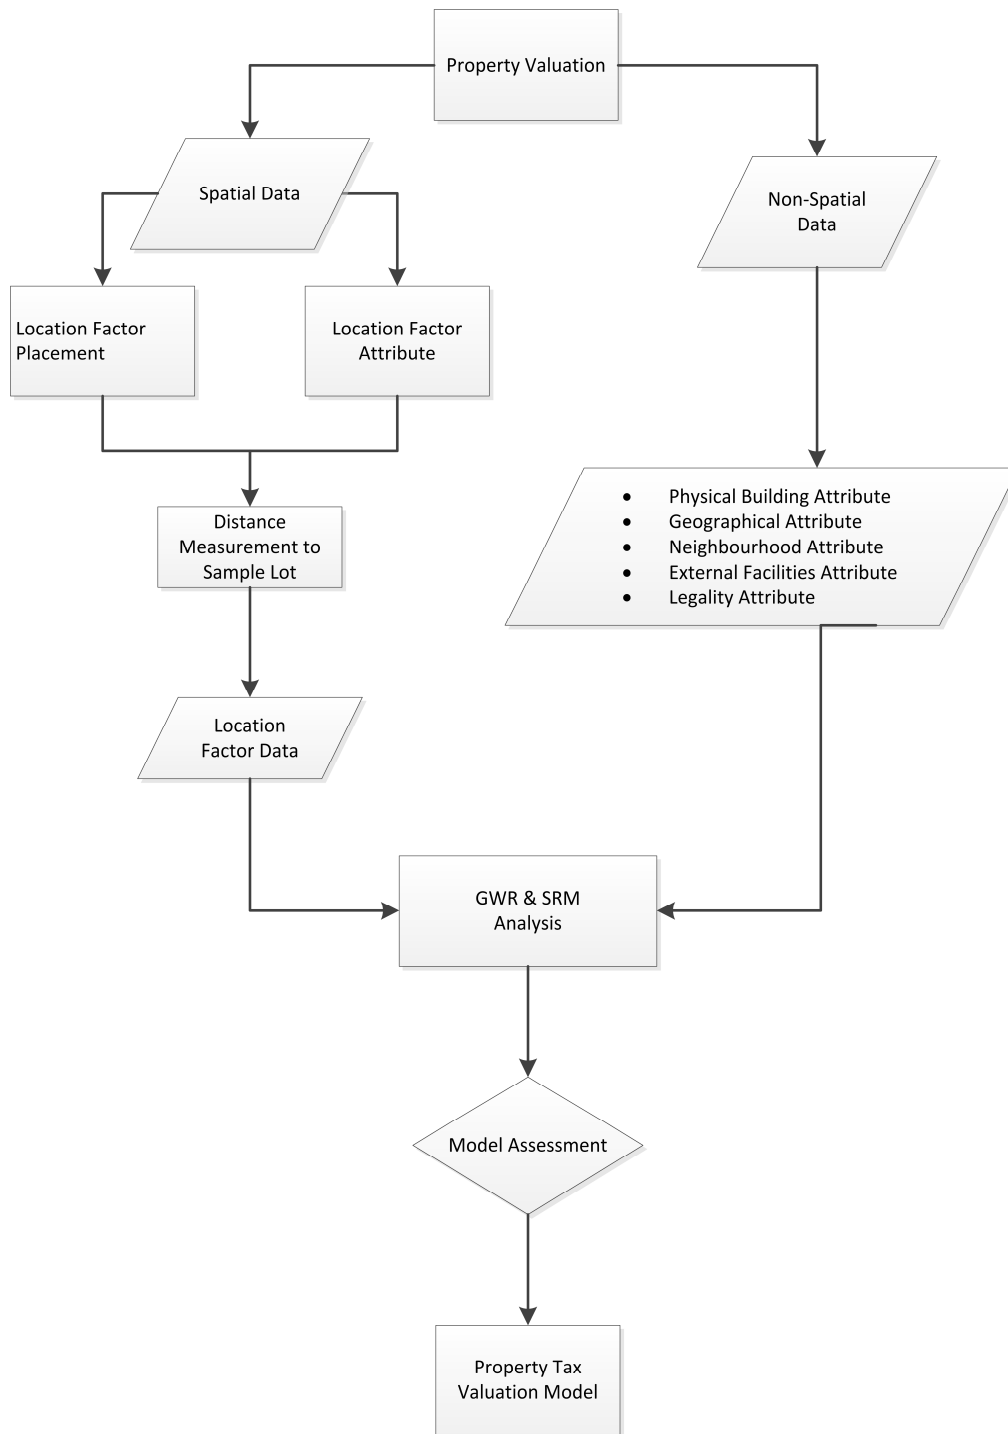 Property Valuation
Spatial Data
Non-Spatial
Data
Location Factor
Placement
Location Factor
Attribute
Distance
Measurement to
Sample Lot
• Physical Building Attribute
• Geographical Attribute
• Neighbourhood Attribute
• External Facilities Attribute
• Legality Attribute
Location
Factor Data
GWR & SRM
Analysis
Model Assessment
Property Tax
Valuation Model